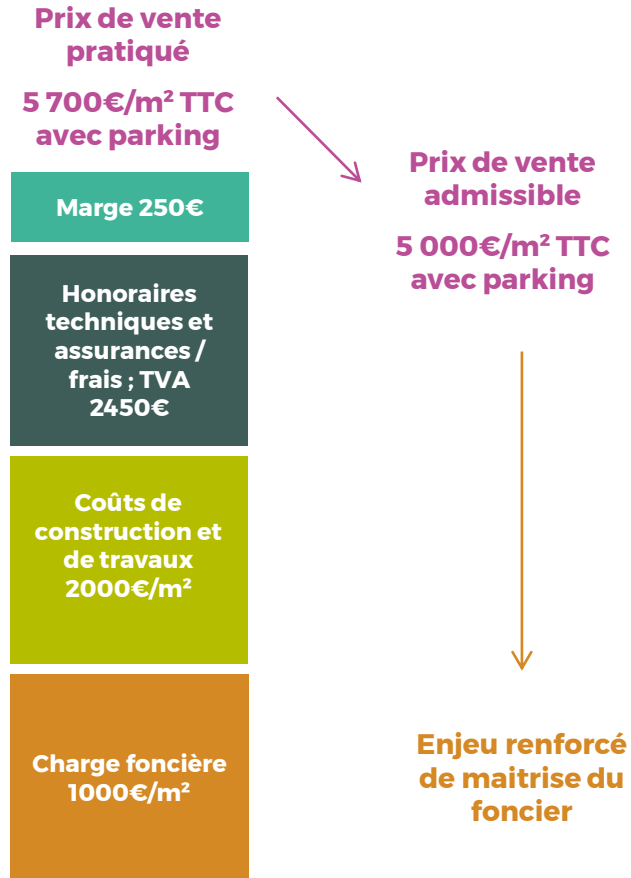 Prix de vente
pratiqué
5 700€/m² TTC
avec parking
Marge 250€
Honoraires
techniques et
assurances /
frais ; TVA
2450€
Coûts de
construction et
de travaux
2000€/m²
Charge foncière
1000€/m²
Prix de vente
admissible
5 000€/m² TTC
avec parking
Enjeu renforcé
de maitrise du
foncier